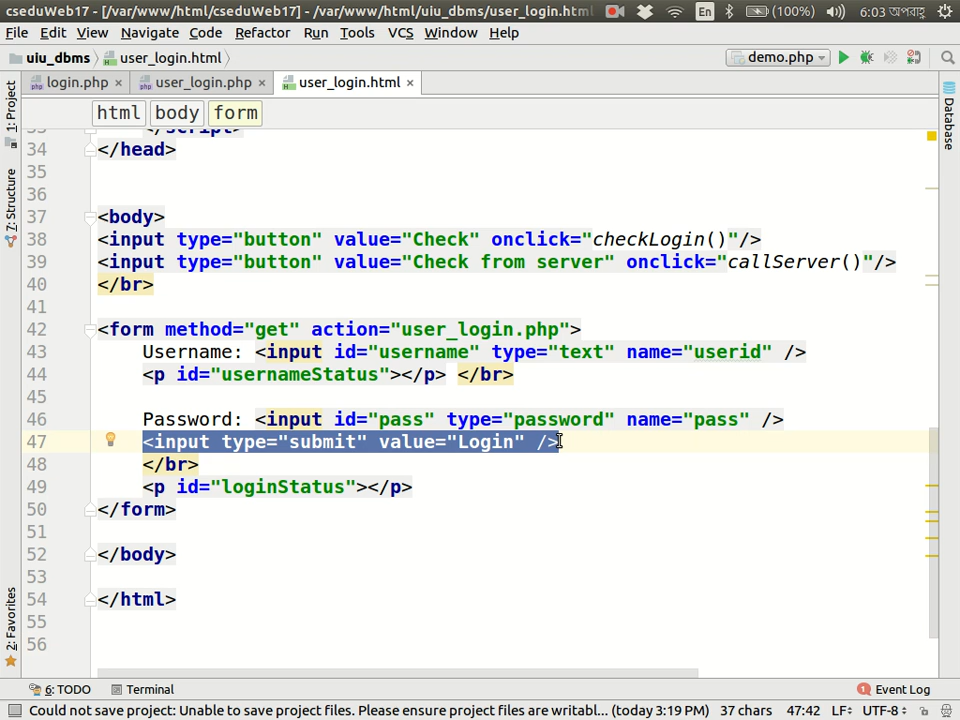 cseduWeb17 [/var/www/html/cseduWeb17] - /var/www/html/uiu_dbms/user_login.html
En
(100%)
6:03 অপরাহ্ণ
File Edit View Navigate Code Refactor Run Tools VCS Window Help
uiu_dbms user_login.html
demo.php
login.php × user_login.php × user_login.html ×
html body form
1: Project
7: Structure
2: Favorites
Database
33 </script>
34 </head>
35
36
37 <body>
38 <input type="button" value="Check" onclick="checkLogin()"/>
39 <input type="button" value="Check from server" onclick="callServer()"/>
40 </br>
41
42 <form method="get" action="user_login.php">
43 Username: <input id="username" type="text" name="userid" />
44 <p id="usernameStatus"></p> </br>
45
46 Password: <input id="pass" type="password" name="pass" />
47 <input type="submit" value="Login" />
48 </br>
49 <p id="loginStatus"></p>
50 </form>
51
52 </body>
53
54 </html>
55
56
6: TODO Terminal
1 Event Log
Could not save project: Unable to save project files. Please ensure project files are writabl... (today 3:19 PM) 37 chars 47:42 LF÷ UTF-8÷